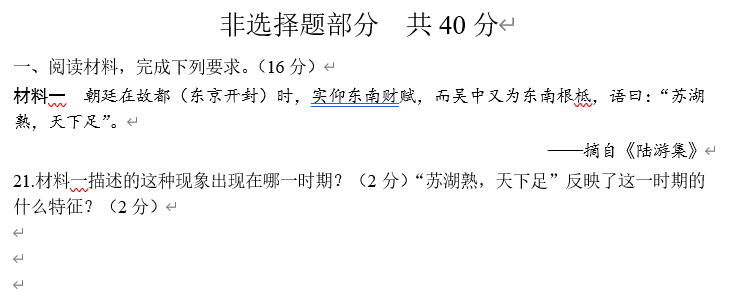 非选择题部分　共 40 分
一、阅读材料，完成下列要求。（16 分）
材料一　朝廷在故都（东京开封）时，实仰东南财赋，而吴中又为东南根柢，语曰：“苏湖
熟，天下足”。
——摘自《陆游集》
21.材料一描述的这种现象出现在哪一时期？（2 分）“苏湖熟，天下足”反映了这一时期的
什么特征？（2 分）